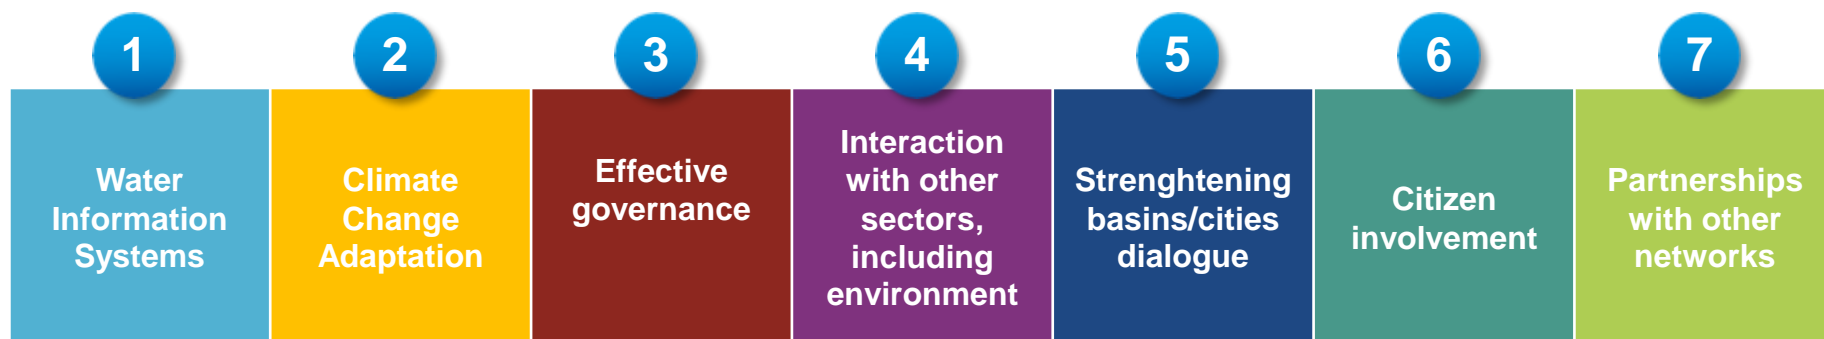 1
Water
Information
Systems
2
Climate
Change
Adaptation
3
Effective
governance
4
Interaction
with other
sectors,
including
environment
5
Strenghtening
basins/cities
dialogue
6
Citizen
involvement
7
Partnerships
with other
networks